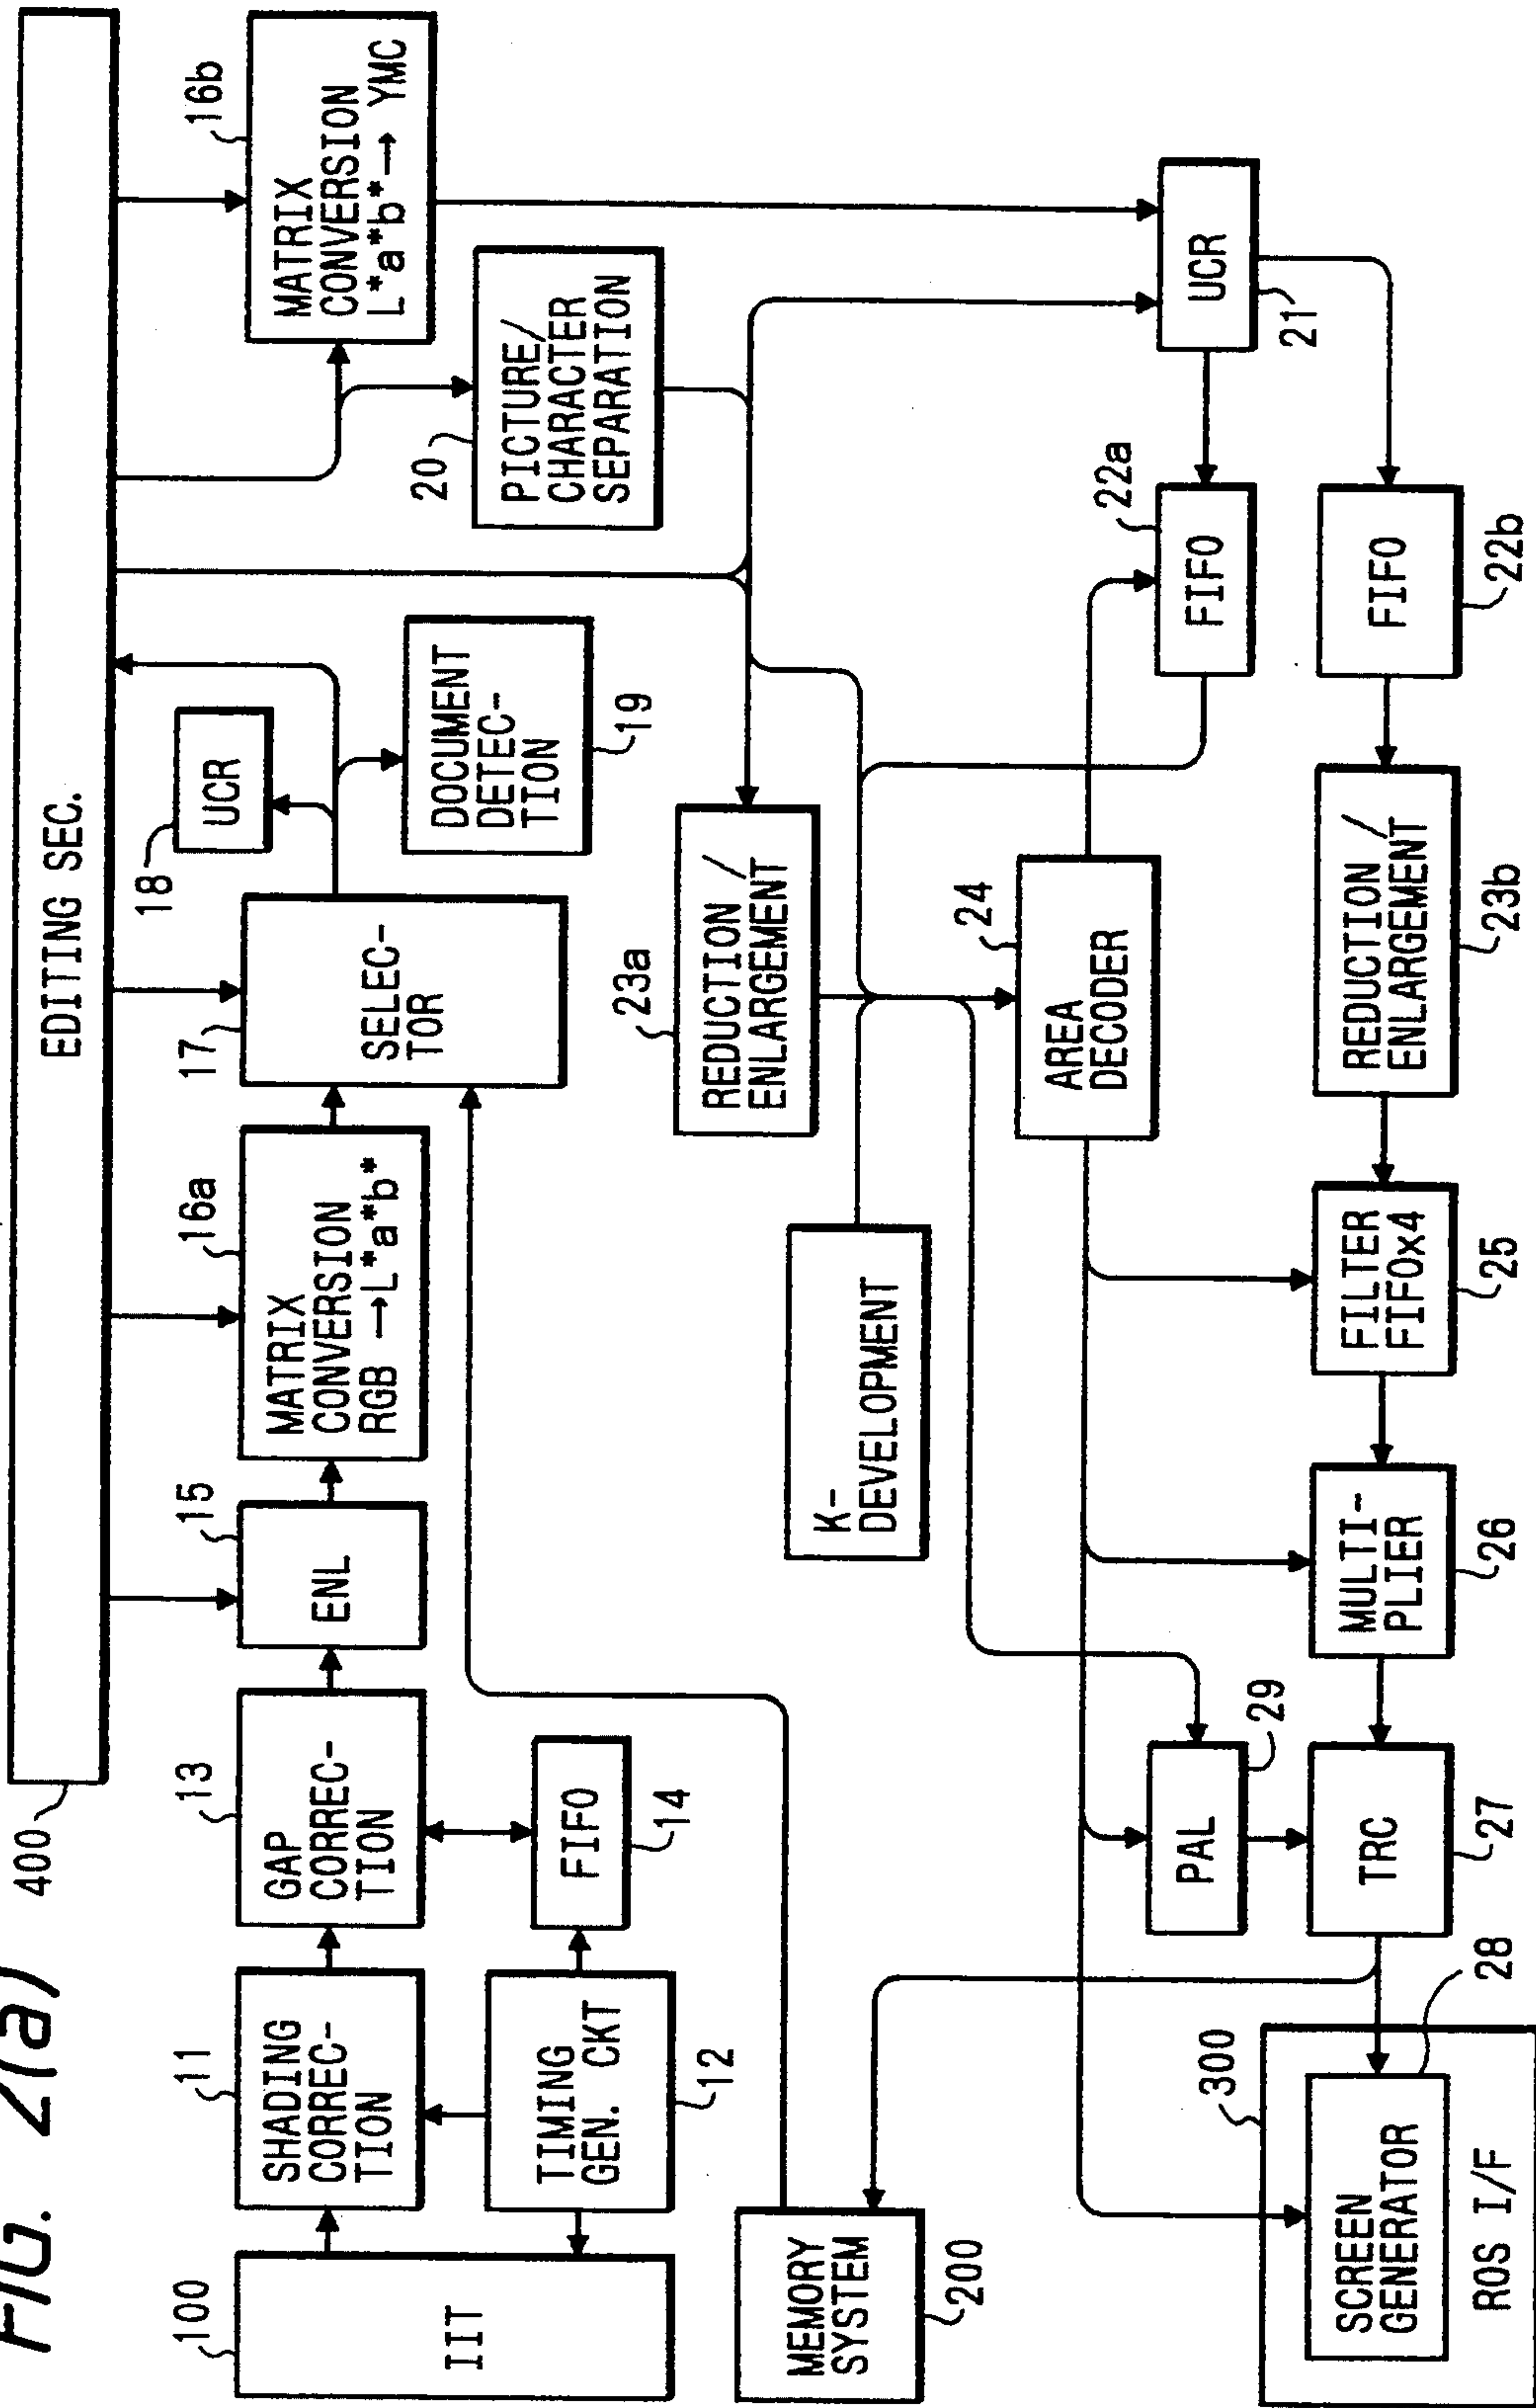 FIG. 2(a)
400
EDITING SEC.
100
IIT
11
SHADING
CORREC-
TION
TIMING
GEN. CKT
12
13
GAP
CORREC-
TION
FIFO
14
15
ENL
16a
MATRIX
CONVERSION
RGB →L*a*b*
17
SELEC-
TOR
18
UCR
DOCUMENT
DETEC-
TION
19
16b
MATRIX
CONVERSION
L*a*b*→ YMC
20
PICTURE/
CHARACTER
SEPARATION
MEMORY
SYSTEM
200
K-
DEVELOPMENT
23a
REDUCTION/
ENLARGEMENT
24
AREA
DECODER
22a
FIFO
UCR
21
PAL
29
300
SCREEN
GENERATOR
28
ROS I/F
TRC
27
MULTI-
PLIER
26
FILTER
FIFOx4
25
REDUCTION/
ENLARGEMENT
23b
FIFO
22b